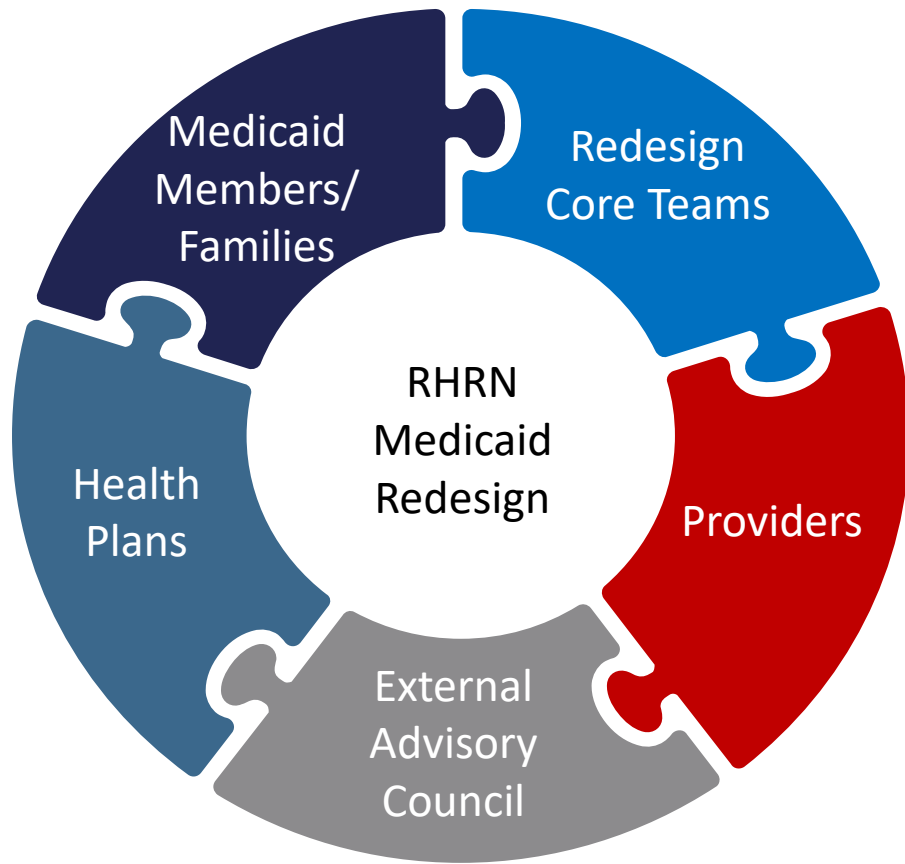 Medicaid
Members/
Families
Redesign
Core Teams
RHRN
Medicaid
Redesign
Health
Plans
Providers
External
Advisory
Council